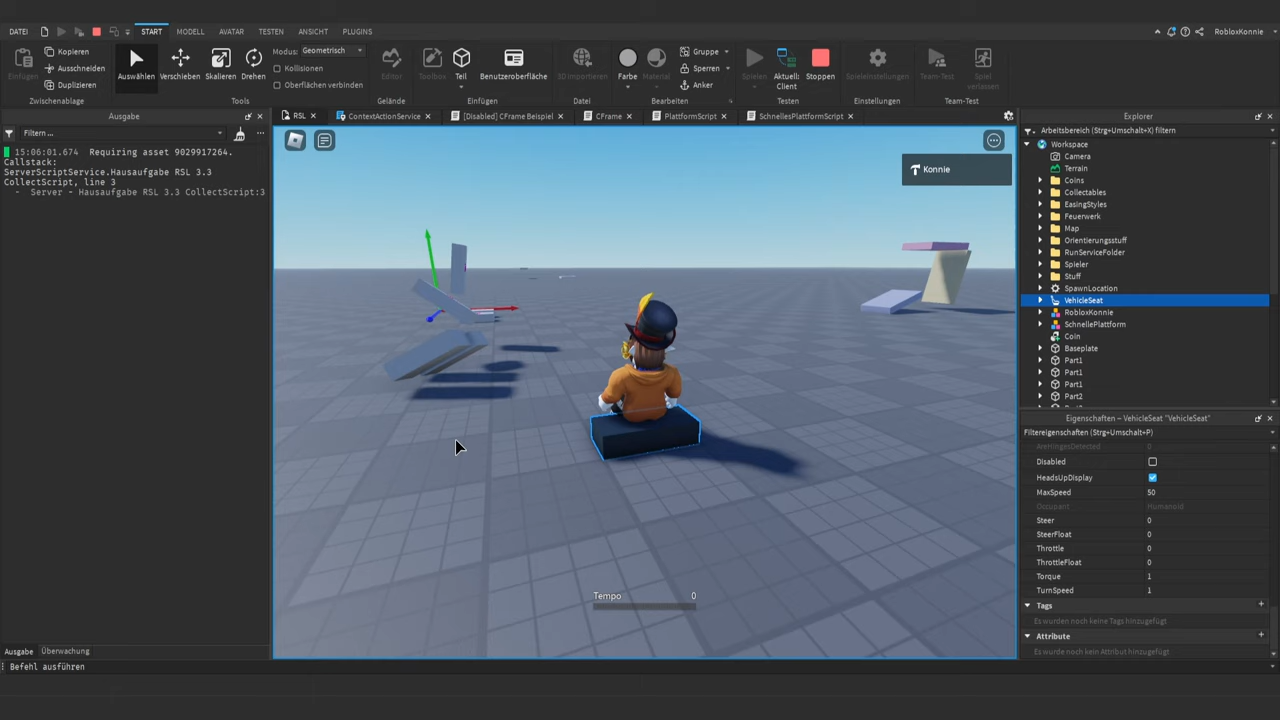 DATEI START MODELL AVATAR TESTEN ANSICHT PLUGINS RobloxKonnie
Einfügen Kopieren Ausschneiden Duplizieren Zwischenablage
Auswählen Verschieben Skalieren Drehen Modus: Geometrisch Kollisionen Oberflächen verbinden Tools
Editor Gelände
Toolbox Teil Benutzeroberfläche Einfügen
3D importieren Datei
Farbe Material Gruppe Sperren Anker Bearbeiten
Spielen Aktuell: Client Stoppen Testen
Spieleinstellungen Einstellungen
Team-Test Spiel verlassen Team-Test
Ausgabe
Filtern ...
15:06:01.674 Requiring asset 9029917264.
Callstack:
ServerScriptService.Hausaufgabe RSL 3.3
CollectScript, line 3
- Server - Hausaufgabe RSL 3.3 CollectScript:3
RSL ContextActionService [Disabled] CFrame Beispiel CFrame PlattformScript SchnellesPlattformScript
Konnie
Tempo 0
Explorer
Arbeitsbereich (Strg+Umschalt+X) filtern
Workspace
Camera
Terrain
Coins
Collectables
EasingStyles
Feuerwerk
Map
Orientierungsstuff
RunServiceFolder
Spieler
Stuff
SpawnLocation
VehicleSeat
RobloxKonnie
SchnellePlattform
Coin
Baseplate
Part1
Part1
Part1
Part2
Eigenschaften – VehicleSeat "VehicleSeat"
Filtereigenschaften (Strg+Umschalt+P)
AreHingesDetected 0
Disabled
HeadsUpDisplay
MaxSpeed 50
Occupant Humanoid
Steer 0
SteerFloat 0
Throttle 0
ThrottleFloat 0
Torque 1
TurnSpeed 1
Tags
Es wurden noch keine Tags hinzugefügt
Attribute
Es wurde noch kein Attribut hinzugefügt
Ausgabe Überwachung
Befehl ausführen